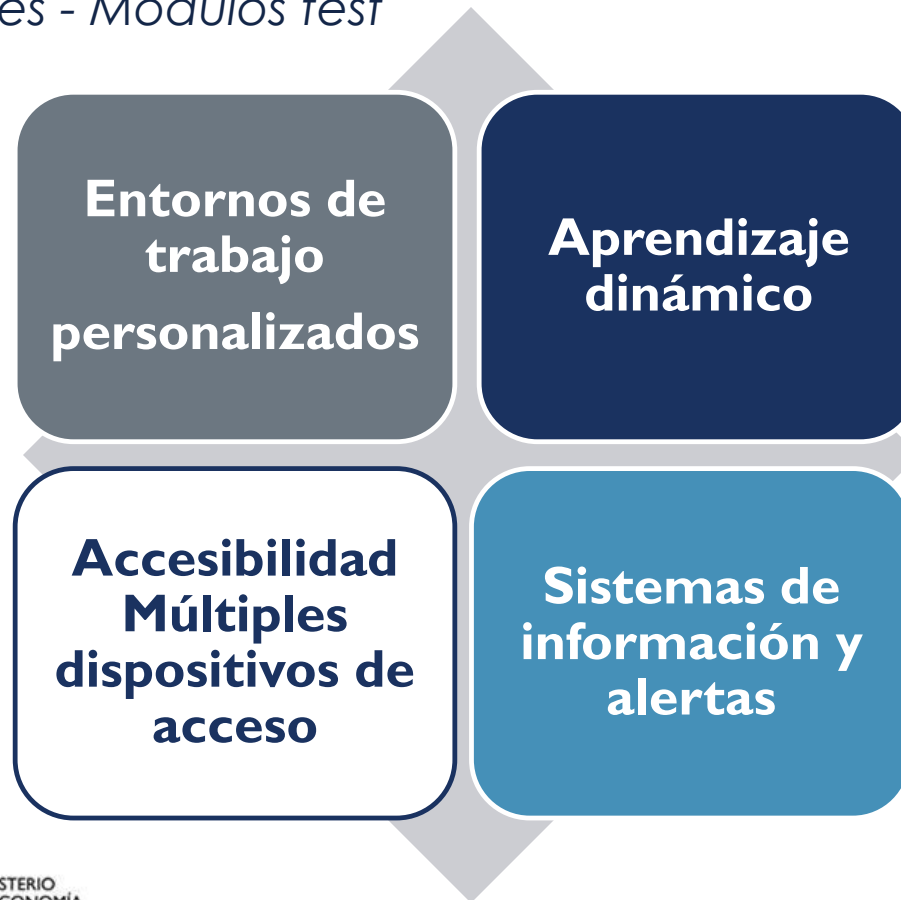 es - Módulos test
Entornos de
trabajo
personalizados
Aprendizaje
dinámico
Accesibilidad
Múltiples
dispositivos de
acceso
Sistemas de
información y
alertas
STERIO